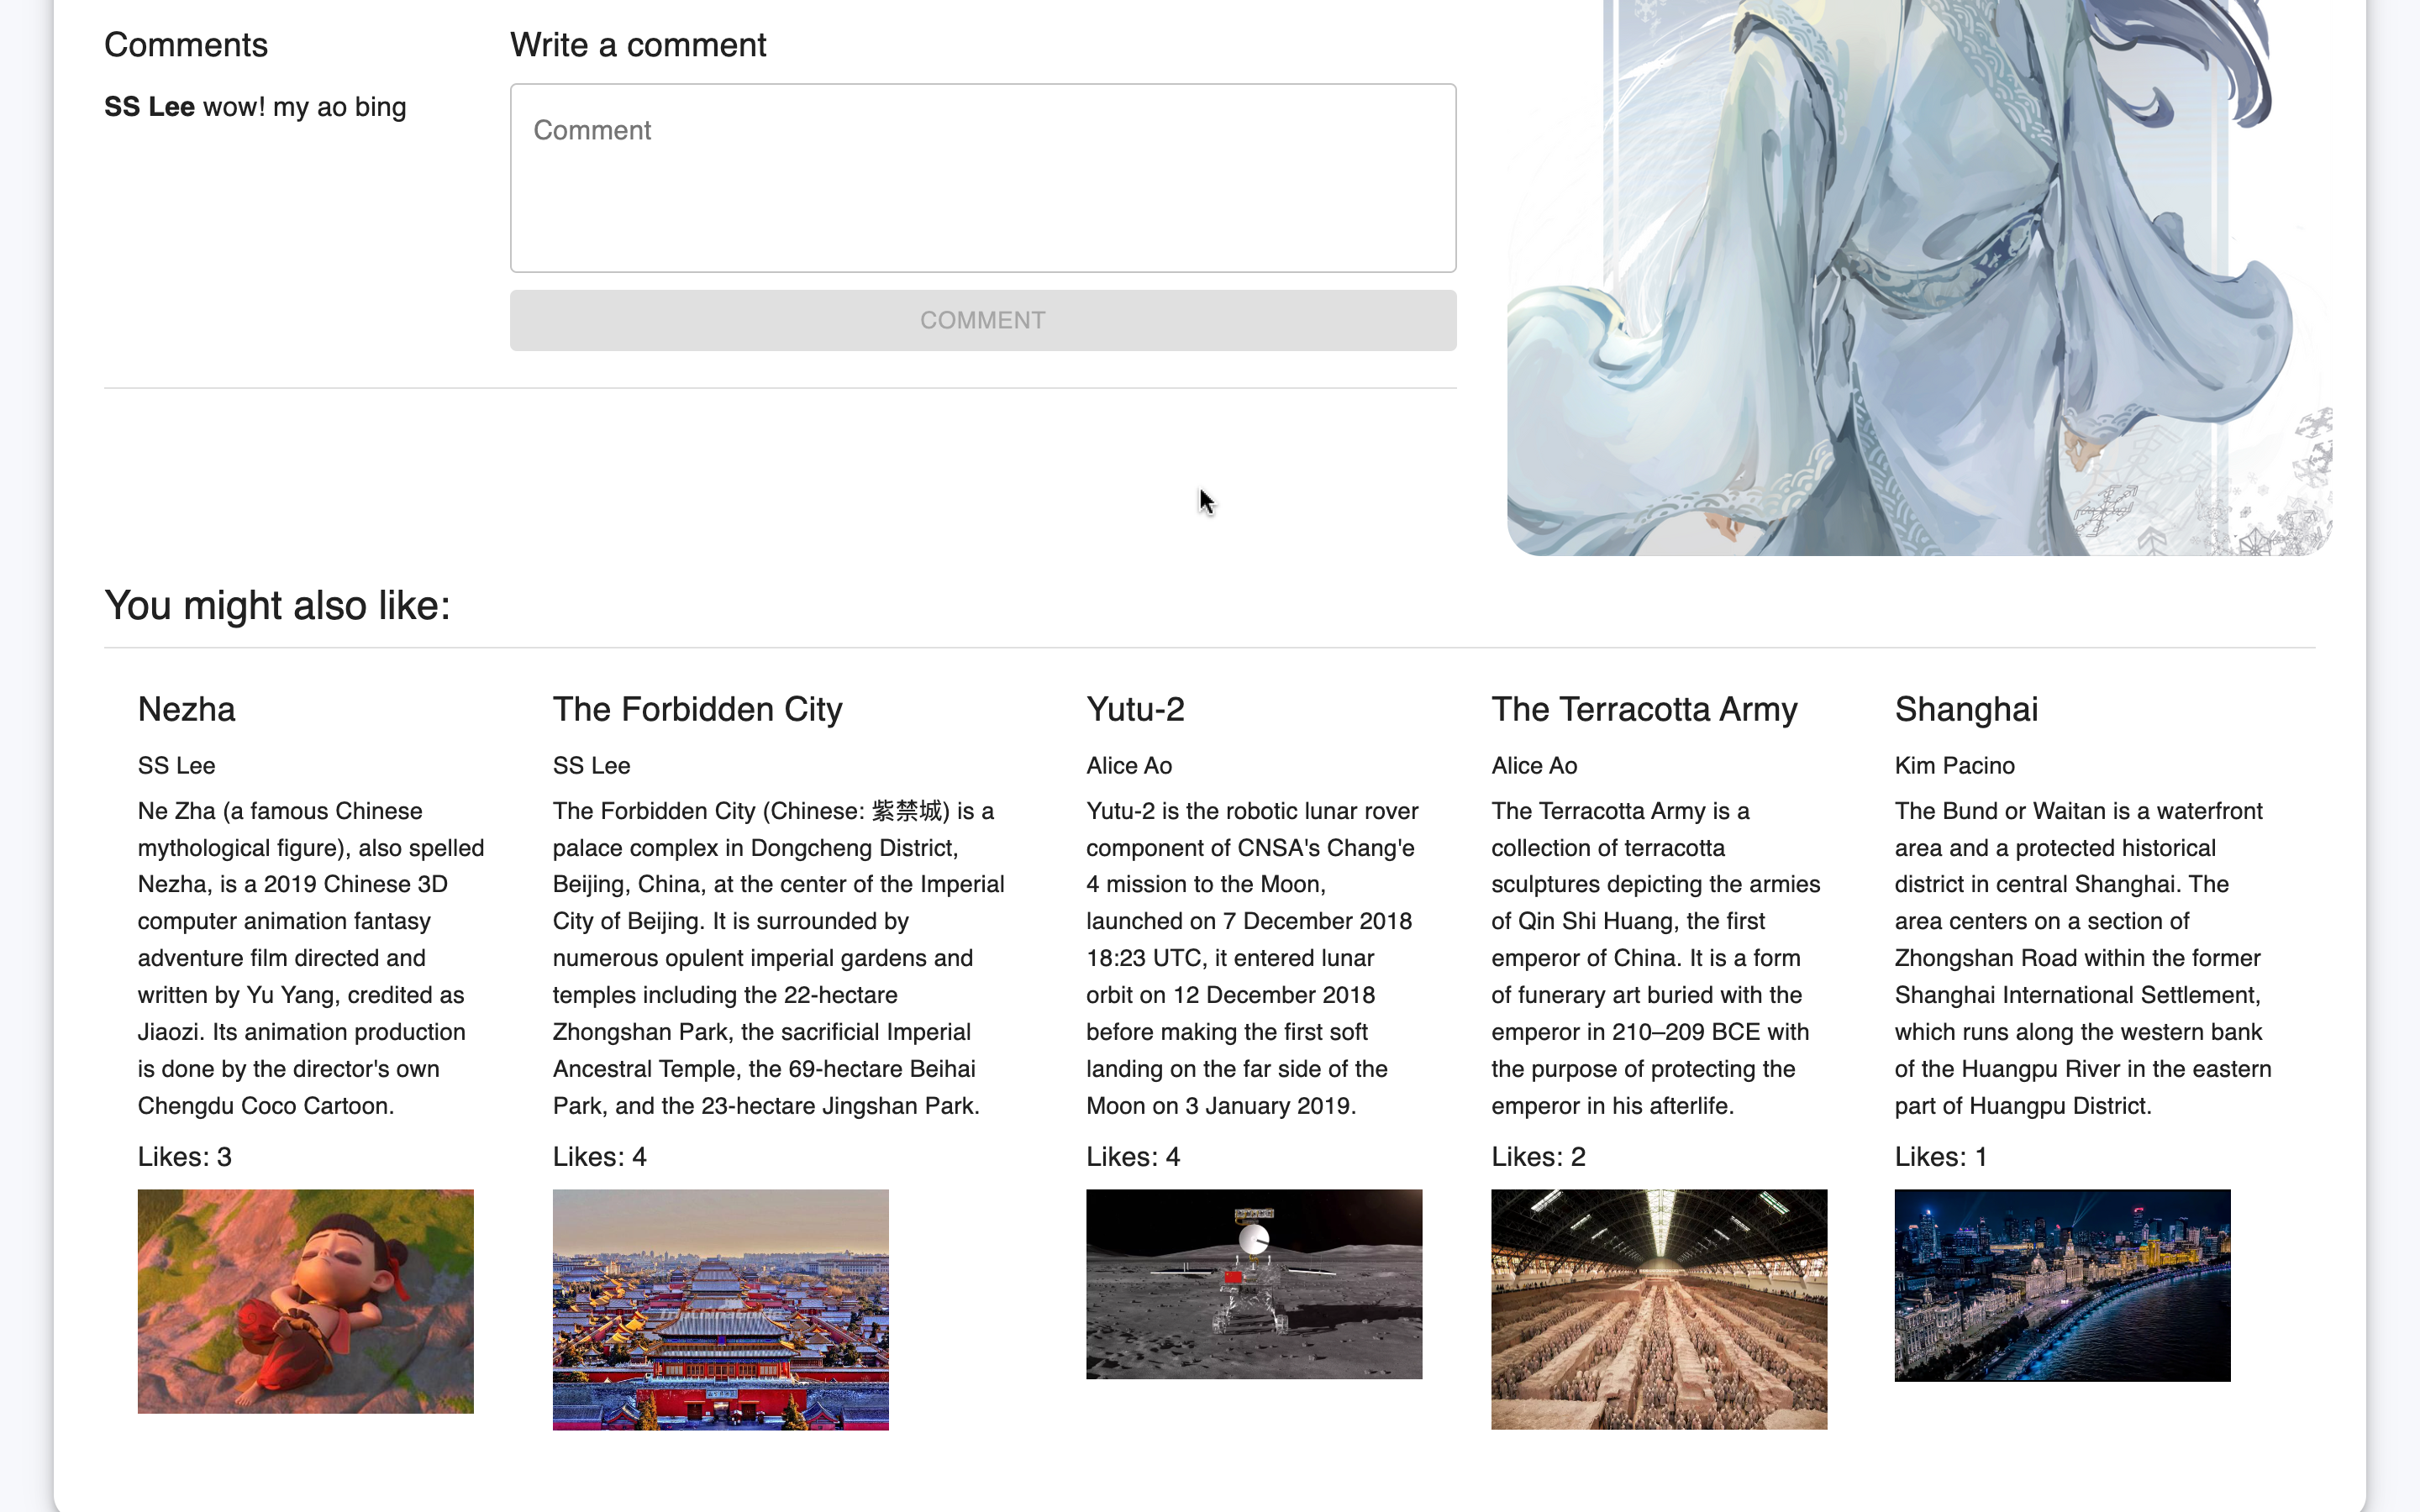 Comments
SS Lee wow! my ao bing
Write a comment
Comment
COMMENT
You might also like:
Nezha
SS Lee
Ne Zha (a famous Chinese
mythological figure), also spelled
Nezha, is a 2019 Chinese 3D
computer animation fantasy
adventure film directed and
written by Yu Yang, credited as
Jiaozi. Its animation production
is done by the director's own
Chengdu Coco Cartoon.
Likes: 3
The Forbidden City
SS Lee
The Forbidden City (Chinese: 紫禁城) is a
palace complex in Dongcheng District,
Beijing, China, at the center of the Imperial
City of Beijing. It is surrounded by
numerous opulent imperial gardens and
temples including the 22-hectare
Zhongshan Park, the sacrificial Imperial
Ancestral Temple, the 69-hectare Beihai
Park, and the 23-hectare Jingshan Park.
Likes: 4
Yutu-2
Alice Ao
Yutu-2 is the robotic lunar rover
component of CNSA's Chang'e
4 mission to the Moon,
launched on 7 December 2018
18:23 UTC, it entered lunar
orbit on 12 December 2018
before making the first soft
landing on the far side of the
Moon on 3 January 2019.
Likes: 4
The Terracotta Army
Alice Ao
The Terracotta Army is a
collection of terracotta
sculptures depicting the armies
of Qin Shi Huang, the first
emperor of China. It is a form
of funerary art buried with the
emperor in 210–209 BCE with
the purpose of protecting the
emperor in his afterlife.
Likes: 2
Shanghai
Kim Pacino
The Bund or Waitan is a waterfront
area and a protected historical
district in central Shanghai. The
area centers on a section of
Zhongshan Road within the former
Shanghai International Settlement,
which runs along the western bank
of the Huangpu River in the eastern
part of Huangpu District.
Likes: 1